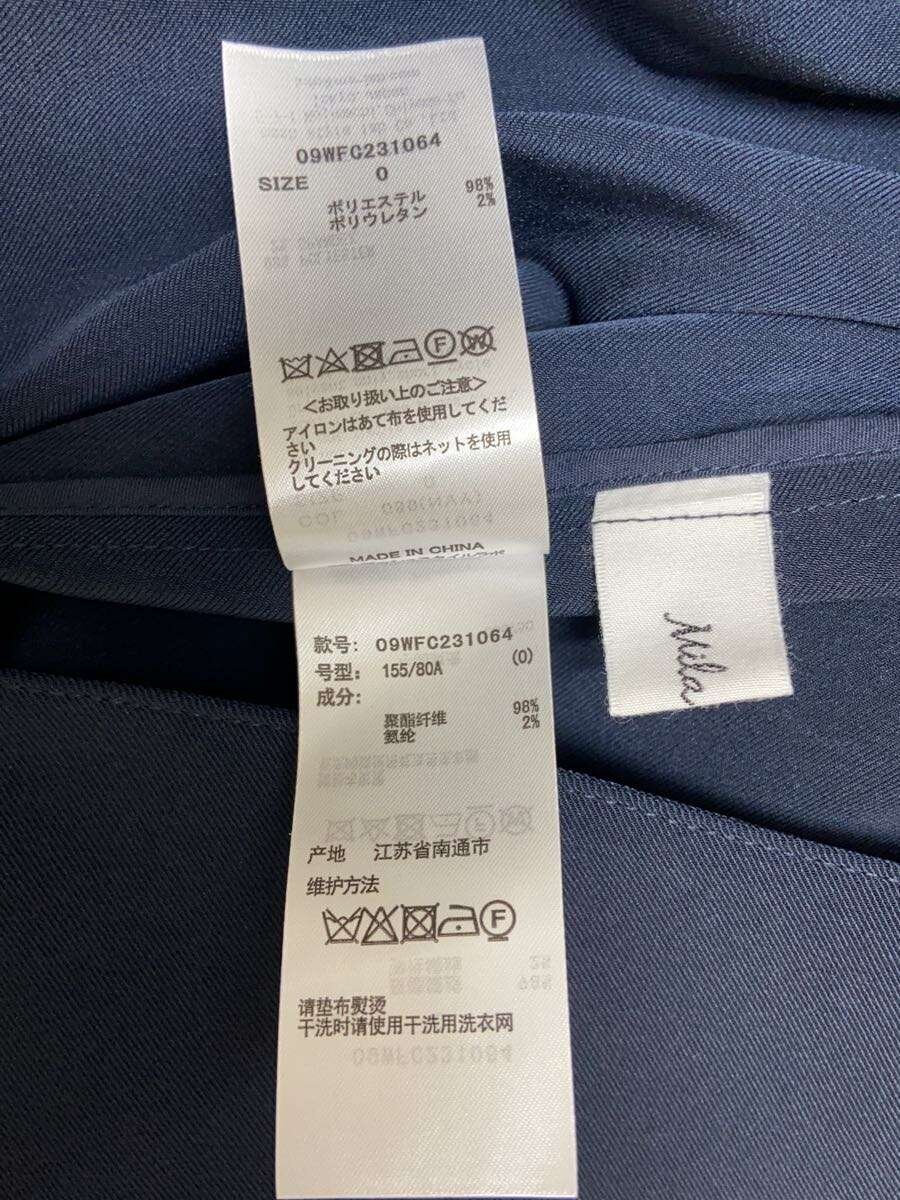 09WFC231064
SIZE 0
ポリエステル 98%
ポリウレタン 2%
<お取り扱い上のご注意>
アイロンはあて布を使用してくだ
さい
クリーニングの際はネットを使用
してください
MADE IN CHINA
款号: 09WFC231064
号型: 155/80A (0)
成分:
聚酯纤维 98%
氨纶 2%
产地 江苏省南通市
维护方法
请垫布熨烫
干洗时请使用干洗用洗衣网
Mila